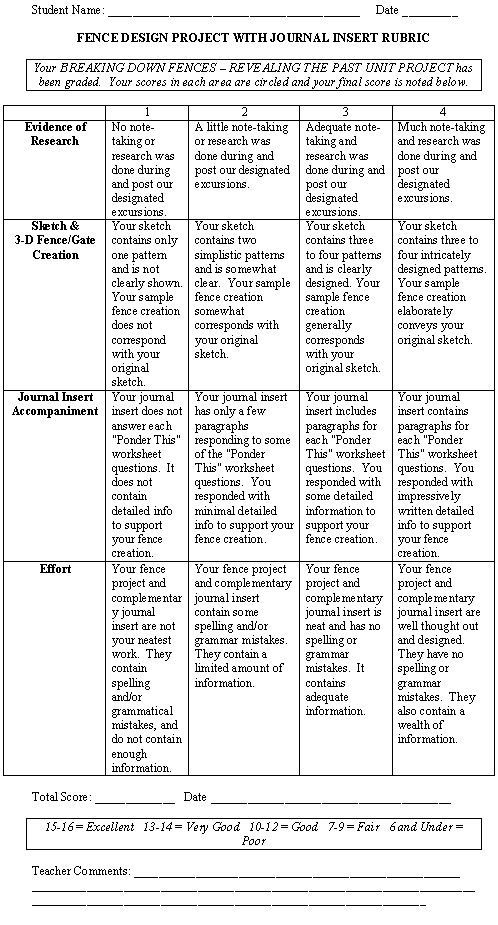 Student Name: ________________________________________ Date _________
FENCE DESIGN PROJECT WITH JOURNAL INSERT RUBRIC
Your BREAKING DOWN FENCES – REVEALING THE PAST UNIT PROJECT has
been graded. Your scores in each area are circled and your final score is noted below.
1 2 3 4
Evidence of
Research
No note-
taking or
research was
done during
and post our
designated
excursions.
A little note-taking
or research was
done during and
post our designated
excursions.
Adequate note-
taking and
research was
done during and
post our
designated
excursions.
Much note-taking
and research was
done during and
post our
designated
excursions.
Sketch &
3-D Fence/Gate
Creation
Your sketch
contains only
one pattern
and is not
clearly shown.
Your sample
fence creation
does not
correspond
with your
original
sketch.
Your sketch
contains two
simplistic patterns
and is somewhat
clear. Your sample
fence creation
somewhat
corresponds with
your original
sketch.
Your sketch
contains three
to four patterns
and is clearly
designed. Your
sample fence
creation
generally
corresponds
with your
original sketch.
Your sketch
contains three to
four intricately
designed patterns.
Your sample
fence creation
elaborately
conveys your
original sketch.
Journal Insert
Accompaniment
Your journal
insert does not
answer each
"Ponder This"
worksheet
questions. It
does not
contain
detailed info
to support
your fence
creation.
Your journal insert
has only a few
paragraphs
responding to some
of the "Ponder
This" worksheet
questions. You
responded with
minimal detailed
info to support your
fence creation.
Your journal
insert includes
paragraphs for
each "Ponder
This" worksheet
questions. You
responded with
some detailed
information to
support your
fence creation.
Your journal
insert contains
paragraphs for
each "Ponder
This" worksheet
questions. You
responded with
impressively
written detailed
info to support
your fence
creation.
Effort
Your fence
project and
complementar
y journal
insert are not
your neatest
work. They
contain
spelling
and/or
grammatical
mistakes, and
do not contain
enough
information.
Your fence project
and complementary
journal insert
contain some
spelling and/or
grammar mistakes.
They contain a
limited amount of
information.
Your fence
project and
complementary
journal insert is
neat and has no
spelling or
grammar
mistakes. It
contains
adequate
information.
Your fence
project and
complementary
journal insert are
well thought out
and designed.
They have no
spelling or
grammar
mistakes. They
also contain a
wealth of
information.
Total Score: _____________ Date ______________________________________
15-16 = Excellent 13-14 = Very Good 10-12 = Good 7-9 = Fair 6 and Under =
Poor
Teacher Comments: ____________________________________________________